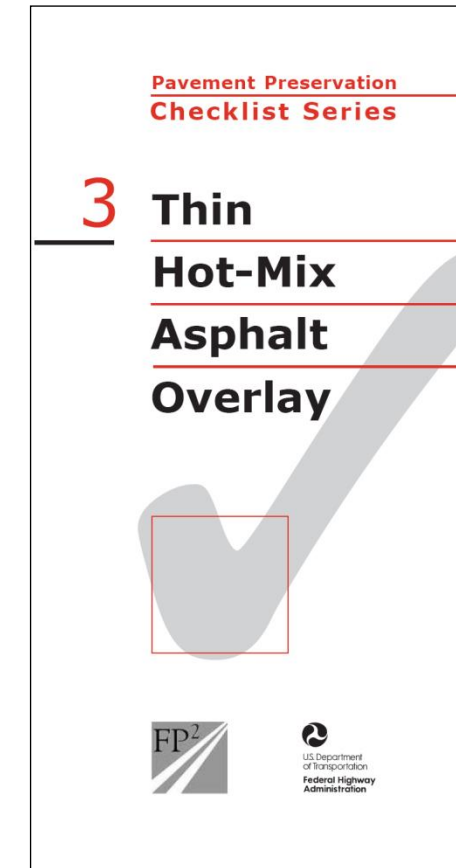 Pavement Preservation
Checklist Series
3 Thin
Hot-Mix
Asphalt
Overlay
FP2
U.S. Department
of Transportation
Federal Highway
Administration